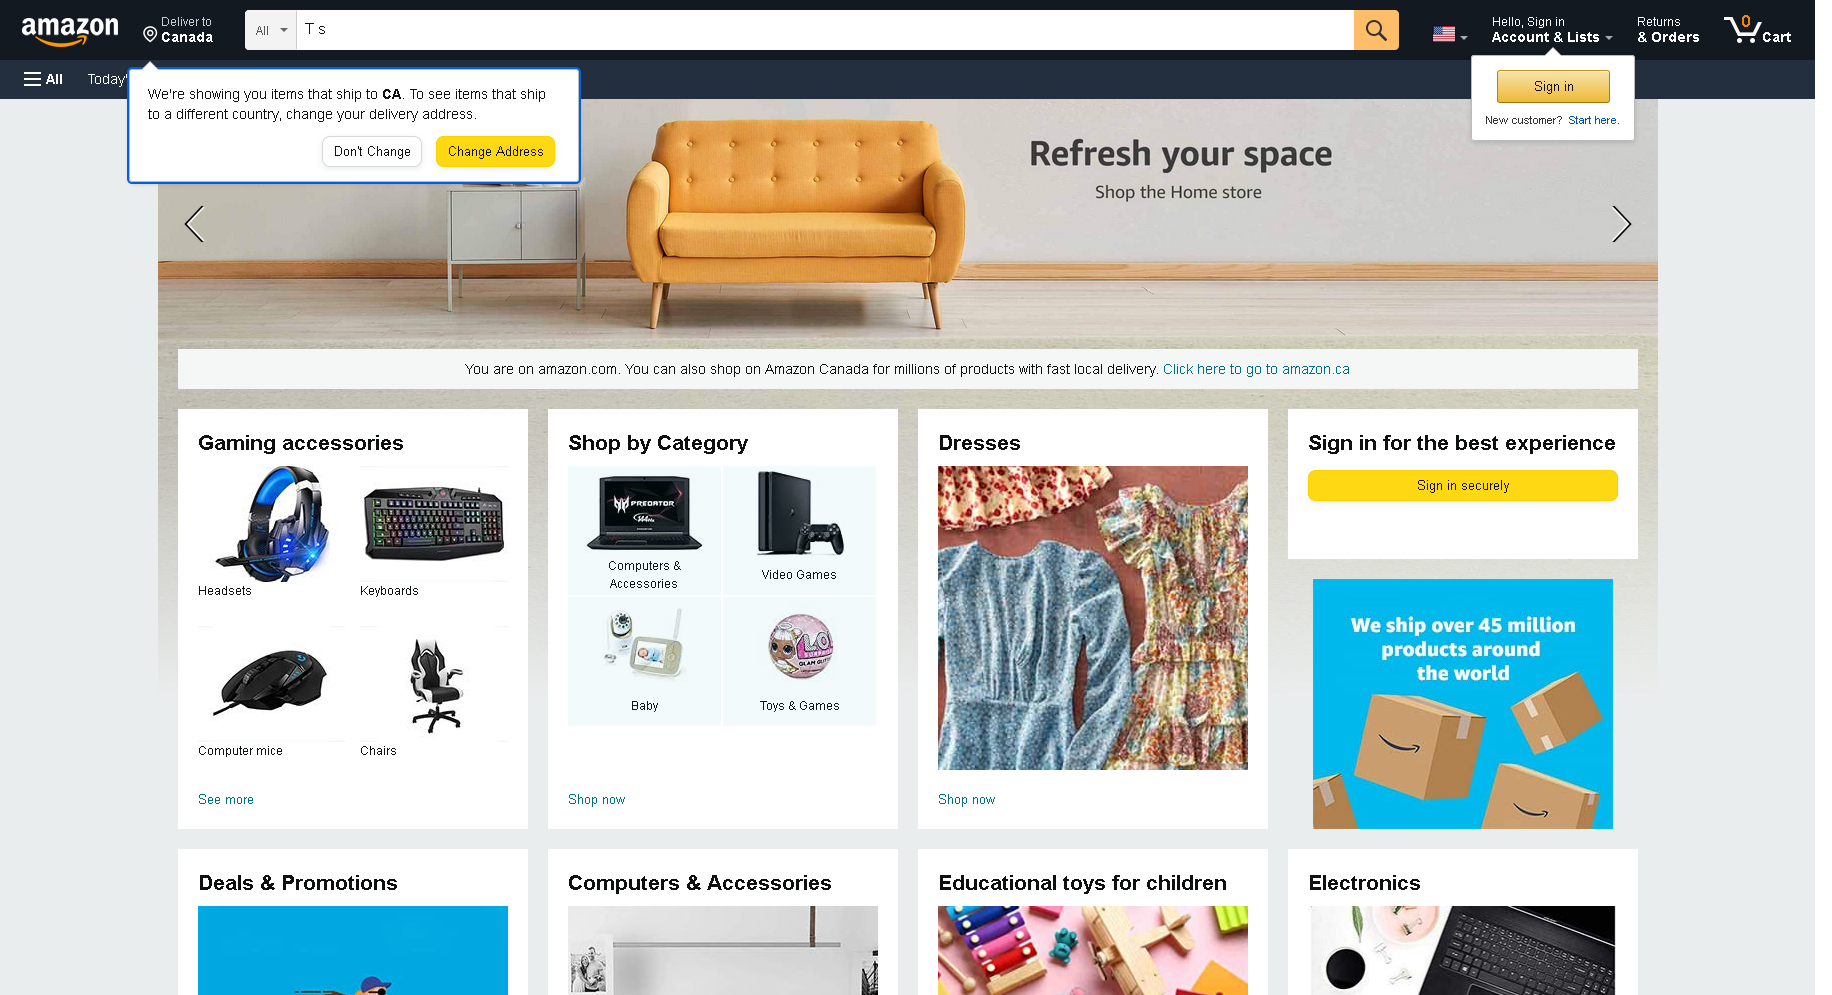 amazon
Deliver to
Canada
All
T s
Hello, Sign in
Account & Lists
Returns
& Orders
0
Cart
All
Today'
We're showing you items that ship to CA. To see items that ship
to a different country, change your delivery address.
Don't Change
Change Address
Sign in
New customer? Start here.
Refresh your space
Shop the Home store
You are on amazon.com. You can also shop on Amazon Canada for millions of products with fast local delivery. Click here to go to amazon.ca
Gaming accessories
Headsets
Keyboards
Computer mice
Chairs
See more
Shop by Category
PREDATOR
144Hz
Computers &
Accessories
Video Games
L.O.L.
SURPRISE
GLAM GLITTER
Baby
Toys & Games
Shop now
Dresses
Shop now
Sign in for the best experience
Sign in securely
We ship over 45 million
products around
the world
Deals & Promotions
Computers & Accessories
Educational toys for children
Electronics